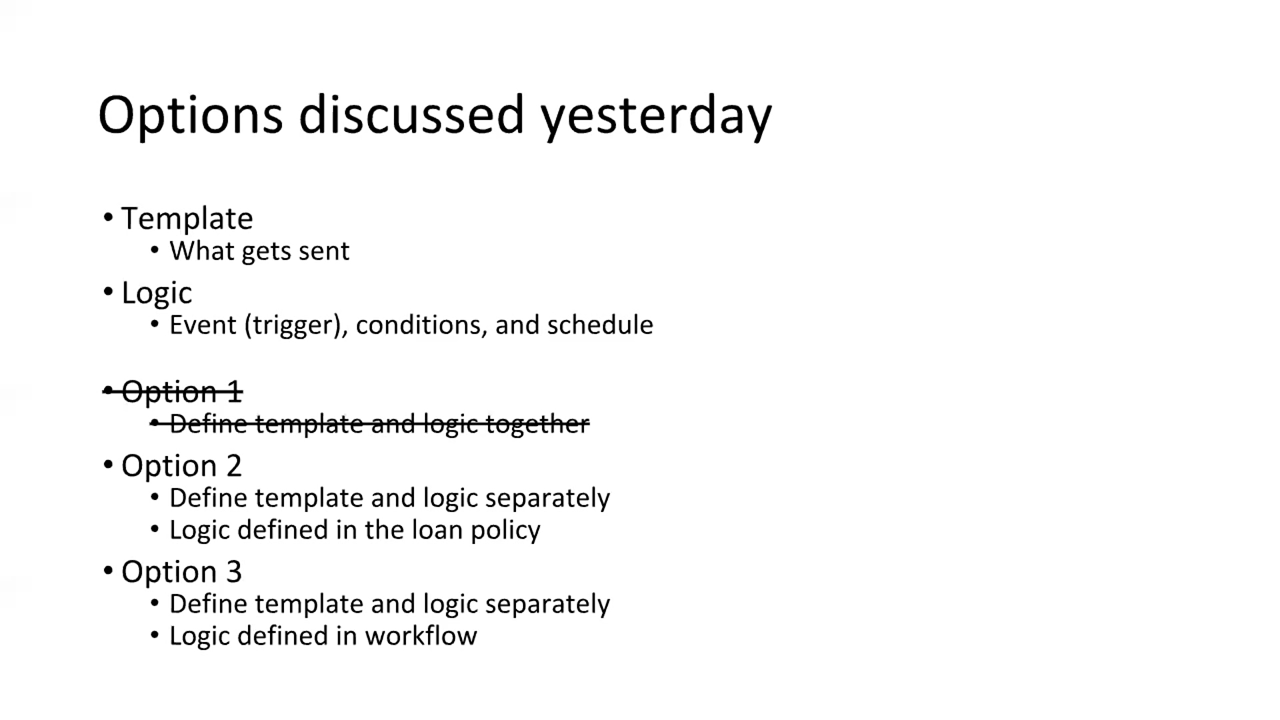 Options discussed yesterday
• Template
• What gets sent
• Logic
• Event (trigger), conditions, and schedule
• Option 1
• Define template and logic together
• Option 2
• Define template and logic separately
• Logic defined in the loan policy
• Option 3
• Define template and logic separately
• Logic defined in workflow